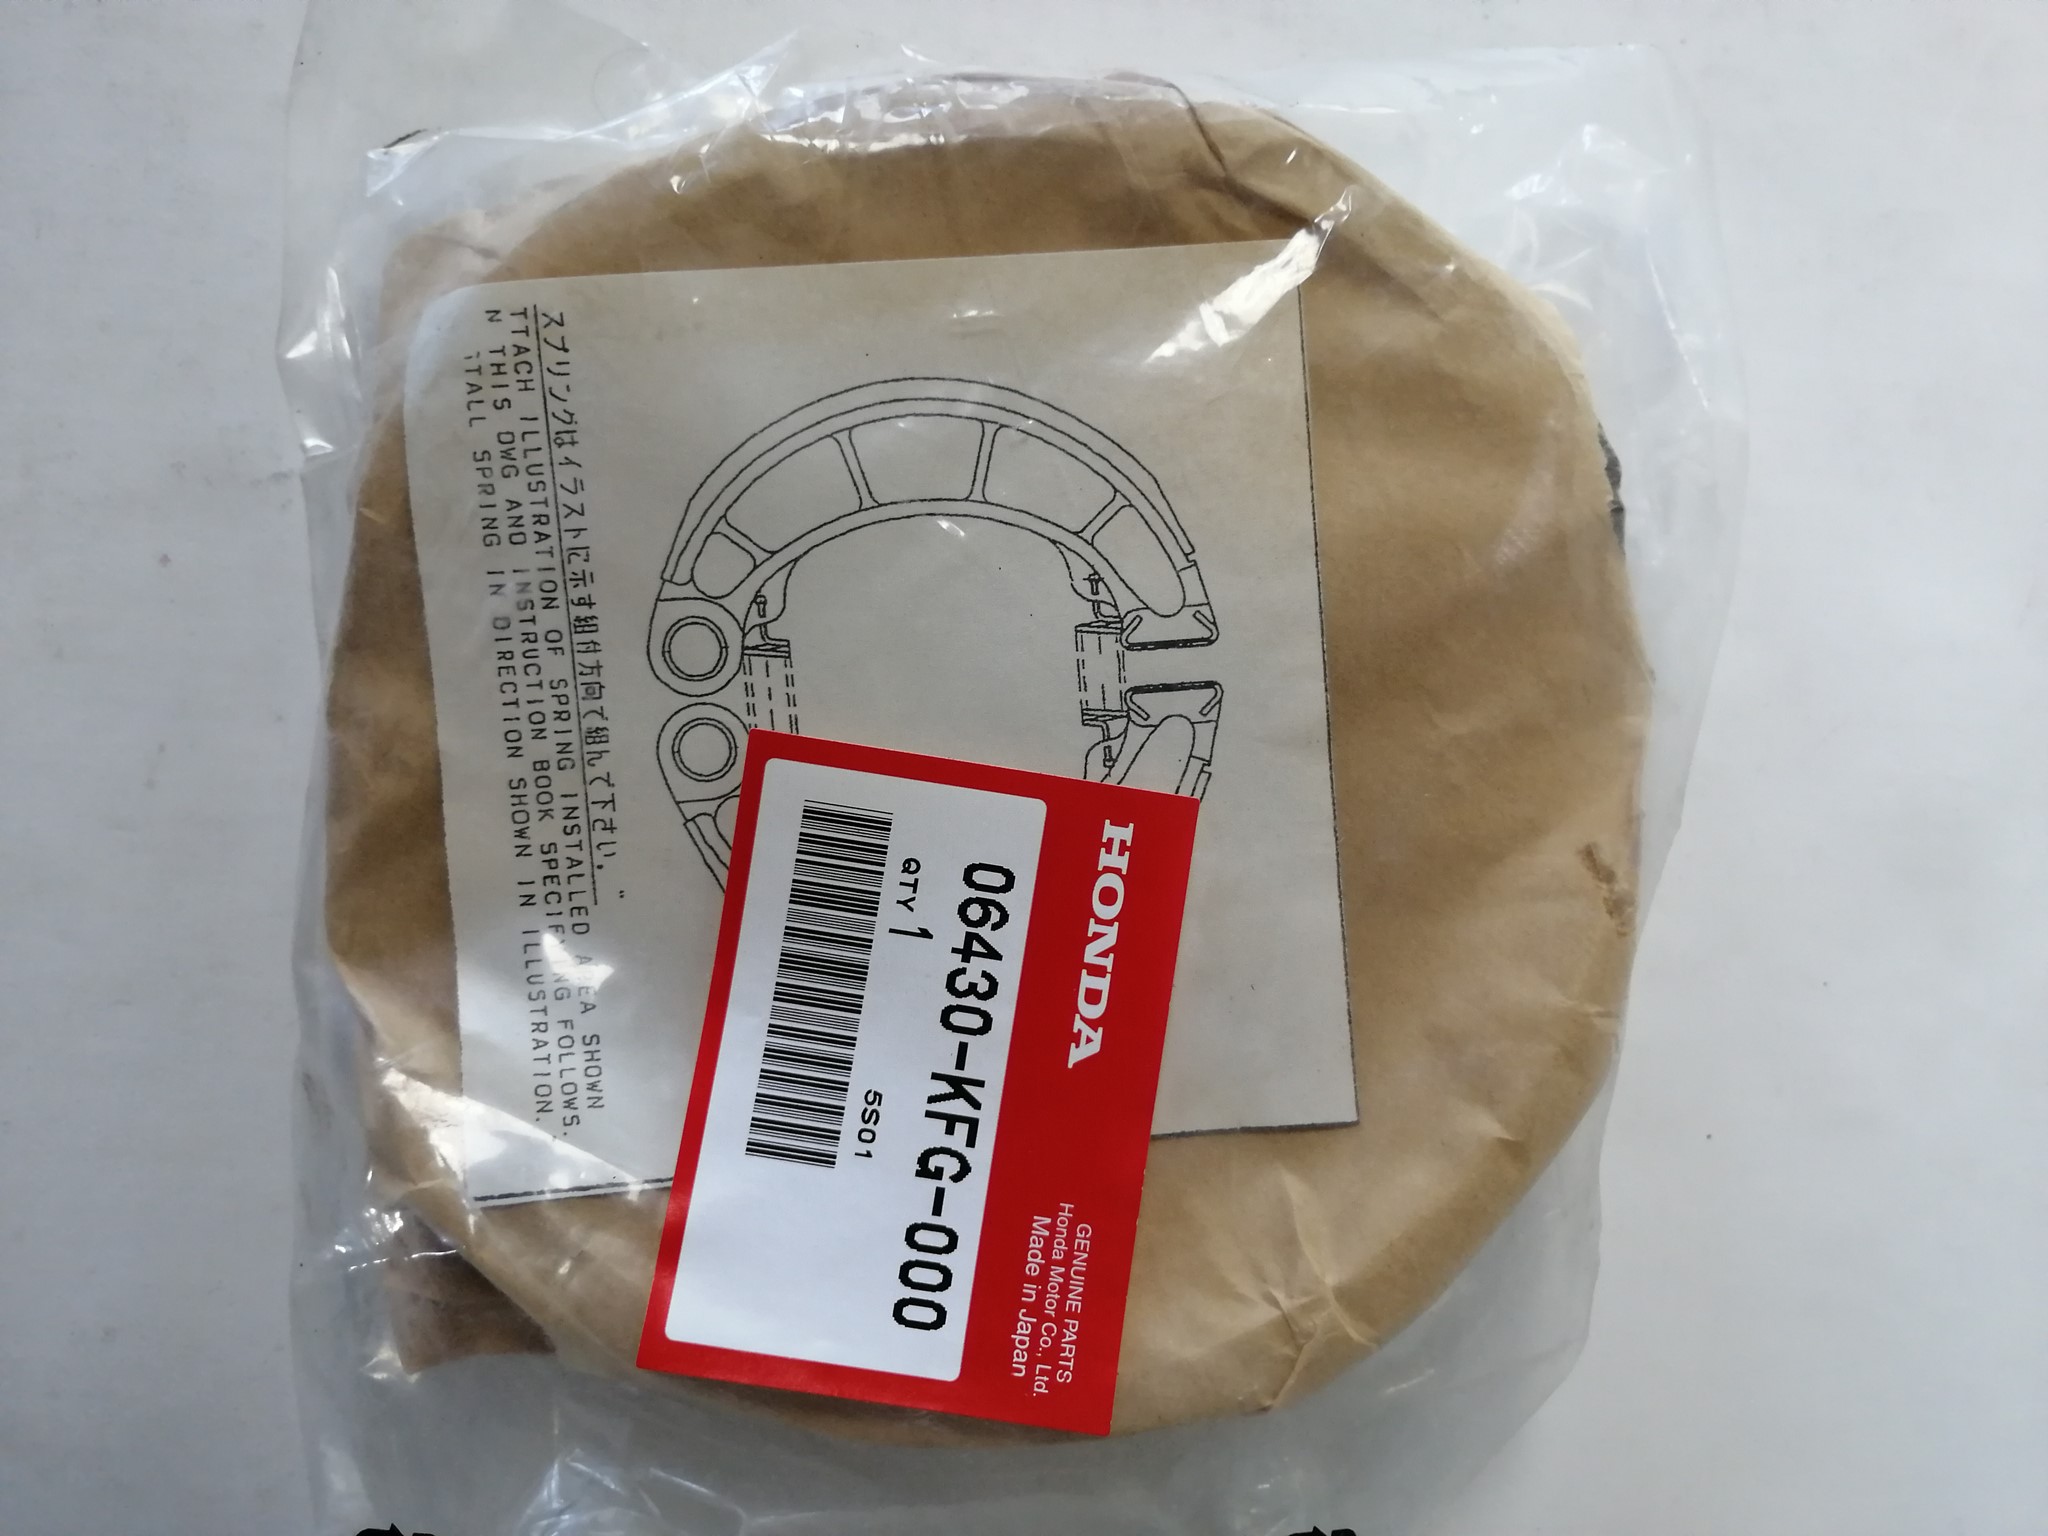 スプリングはイラストに示す組付方向で組んで下さい。
TTACH ILLUSTRATION OF SPRING INSTALLED AREA SHOWN
N THIS DWG AND INSTRUCTION BOOK SPECIFYING FOLLOWS.
STALL SPRING IN DIRECTION SHOWN IN ILLUSTRATION.
HONDA
GENUINE PARTS
Honda Motor Co., Ltd.
Made in Japan
06430-KFG-000
QTY 1
5S01